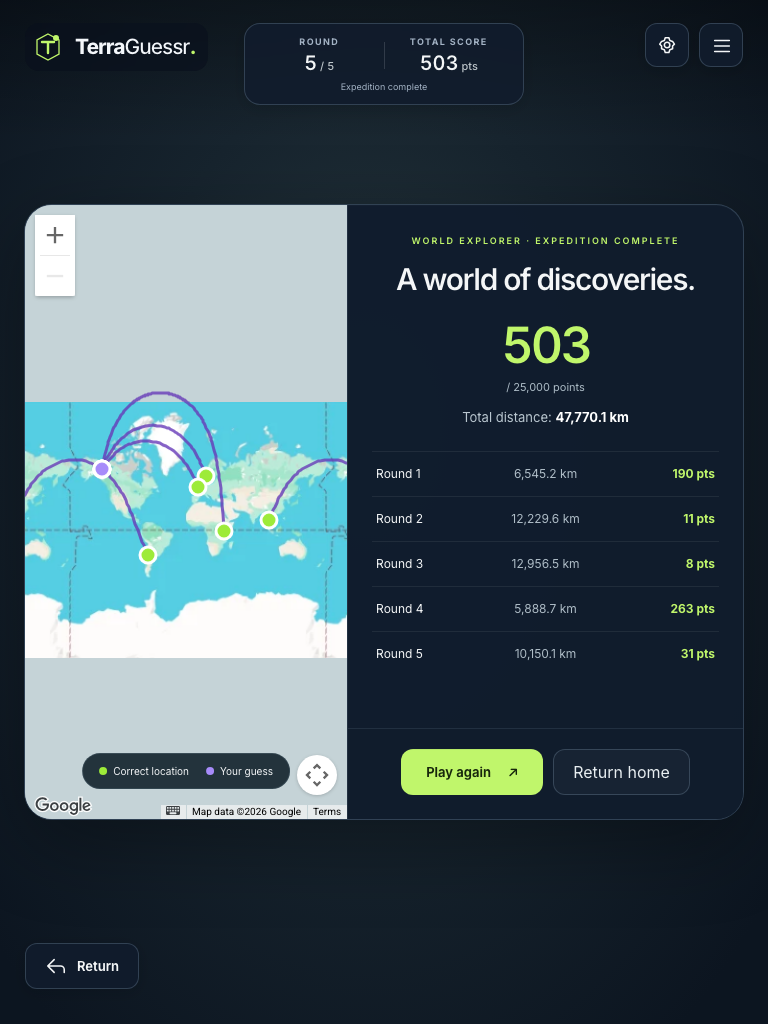 TerraGuessr.
ROUND
5 / 5
TOTAL SCORE
503 pts
Expedition complete
WORLD EXPLORER · EXPEDITION COMPLETE
A world of discoveries.
503
/ 25,000 points
Total distance: 47,770.1 km
Round 1 6,545.2 km 190 pts
Round 2 12,229.6 km 11 pts
Round 3 12,956.5 km 8 pts
Round 4 5,888.7 km 263 pts
Round 5 10,150.1 km 31 pts
Correct location Your guess
Google
Map data ©2026 Google Terms
Play again
Return home
Return